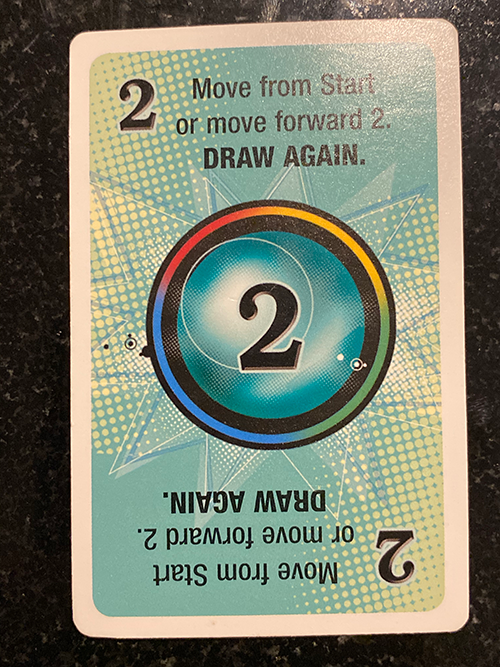 2
Move from Start
or move forward 2.
DRAW AGAIN.
2
2
Move from Start
or move forward 2.
DRAW AGAIN.